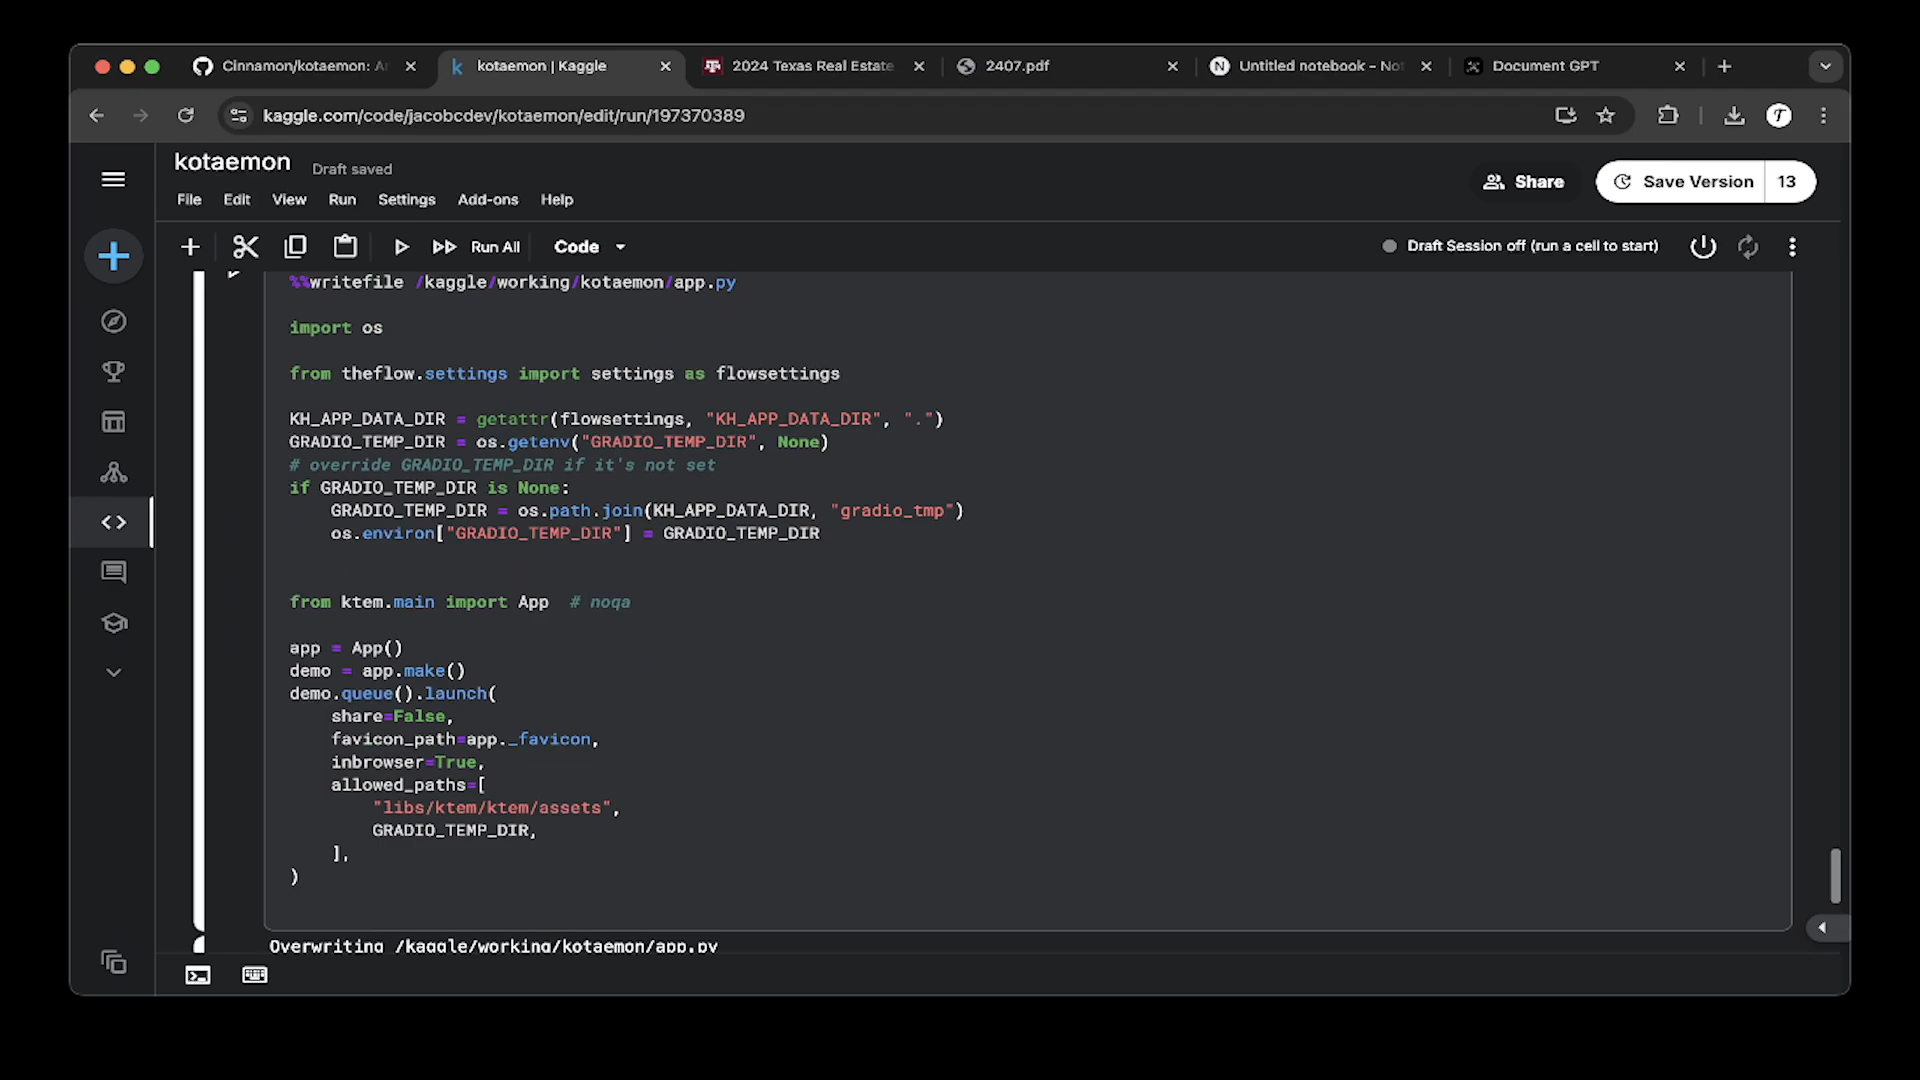 Cinnamon/kotaemon: Ar
kotaemon | Kaggle
2024 Texas Real Estate
2407.pdf
Untitled notebook - Not
Document GPT
kaggle.com/code/jacobcdev/kotaemon/edit/run/197370389
kotaemon
Draft saved
File Edit View Run Settings Add-ons Help
Share
Save Version 13
Run All
Code
Draft Session off (run a cell to start)
%%writefile /kaggle/working/kotaemon/app.py
import os
from theflow.settings import settings as flowsettings
KH_APP_DATA_DIR = getattr(flowsettings, "KH_APP_DATA_DIR", ".")
GRADIO_TEMP_DIR = os.getenv("GRADIO_TEMP_DIR", None)
# override GRADIO_TEMP_DIR if it's not set
if GRADIO_TEMP_DIR is None:
    GRADIO_TEMP_DIR = os.path.join(KH_APP_DATA_DIR, "gradio_tmp")
    os.environ["GRADIO_TEMP_DIR"] = GRADIO_TEMP_DIR
from ktem.main import App  # noqa
app = App()
demo = app.make()
demo.queue().launch(
    share=False,
    favicon_path=app._favicon,
    inbrowser=True,
    allowed_paths=[
        "libs/ktem/ktem/assets",
        GRADIO_TEMP_DIR,
    ],
)
Overwriting /kaggle/working/kotaemon/app.py